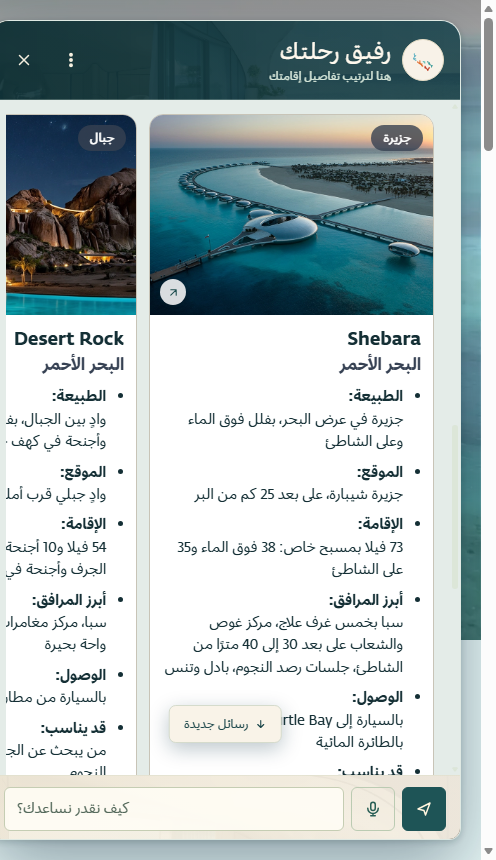 رفيق رحلتك
هنا لترتيب تفاصيل إقامتك
جزيرة
Shebara
البحر الأحمر
الطبيعة:
جزيرة في عرض البحر، بفلل فوق الماء
وعلى الشاطئ
الموقع:
جزيرة شيبارة، على بعد 25 كم من البر
الإقامة:
73 فيلا بمسبح خاص: 38 فوق الماء و35
على الشاطئ
أبرز المرافق:
سبا بخمس غرف علاج، مركز غوص
والشعاب على بعد 30 إلى 40 مترًا من
الشاطئ، جلسات رصد النجوم، بادل وتنس
الوصول:
بالسيارة إلى Bay
بالطائرة المائية
قد يناسب:
جبال
Desert Rock
البحر الأحمر
الطبيعة:
وادٍ بين الجبال،
وأجنحة في كهف
الموقع:
وادٍ جبلي قرب
الإقامة:
54 فيلا و10 أجنحة
الجرف وأجنحة في
أبرز المرافق:
سبا، مركز
واحة بحيرة
الوصول:
بالسيارة من
قد يناسب:
من يبحث عن
النجوم
رسائل جديدة
كيف نقدر نساعدك؟